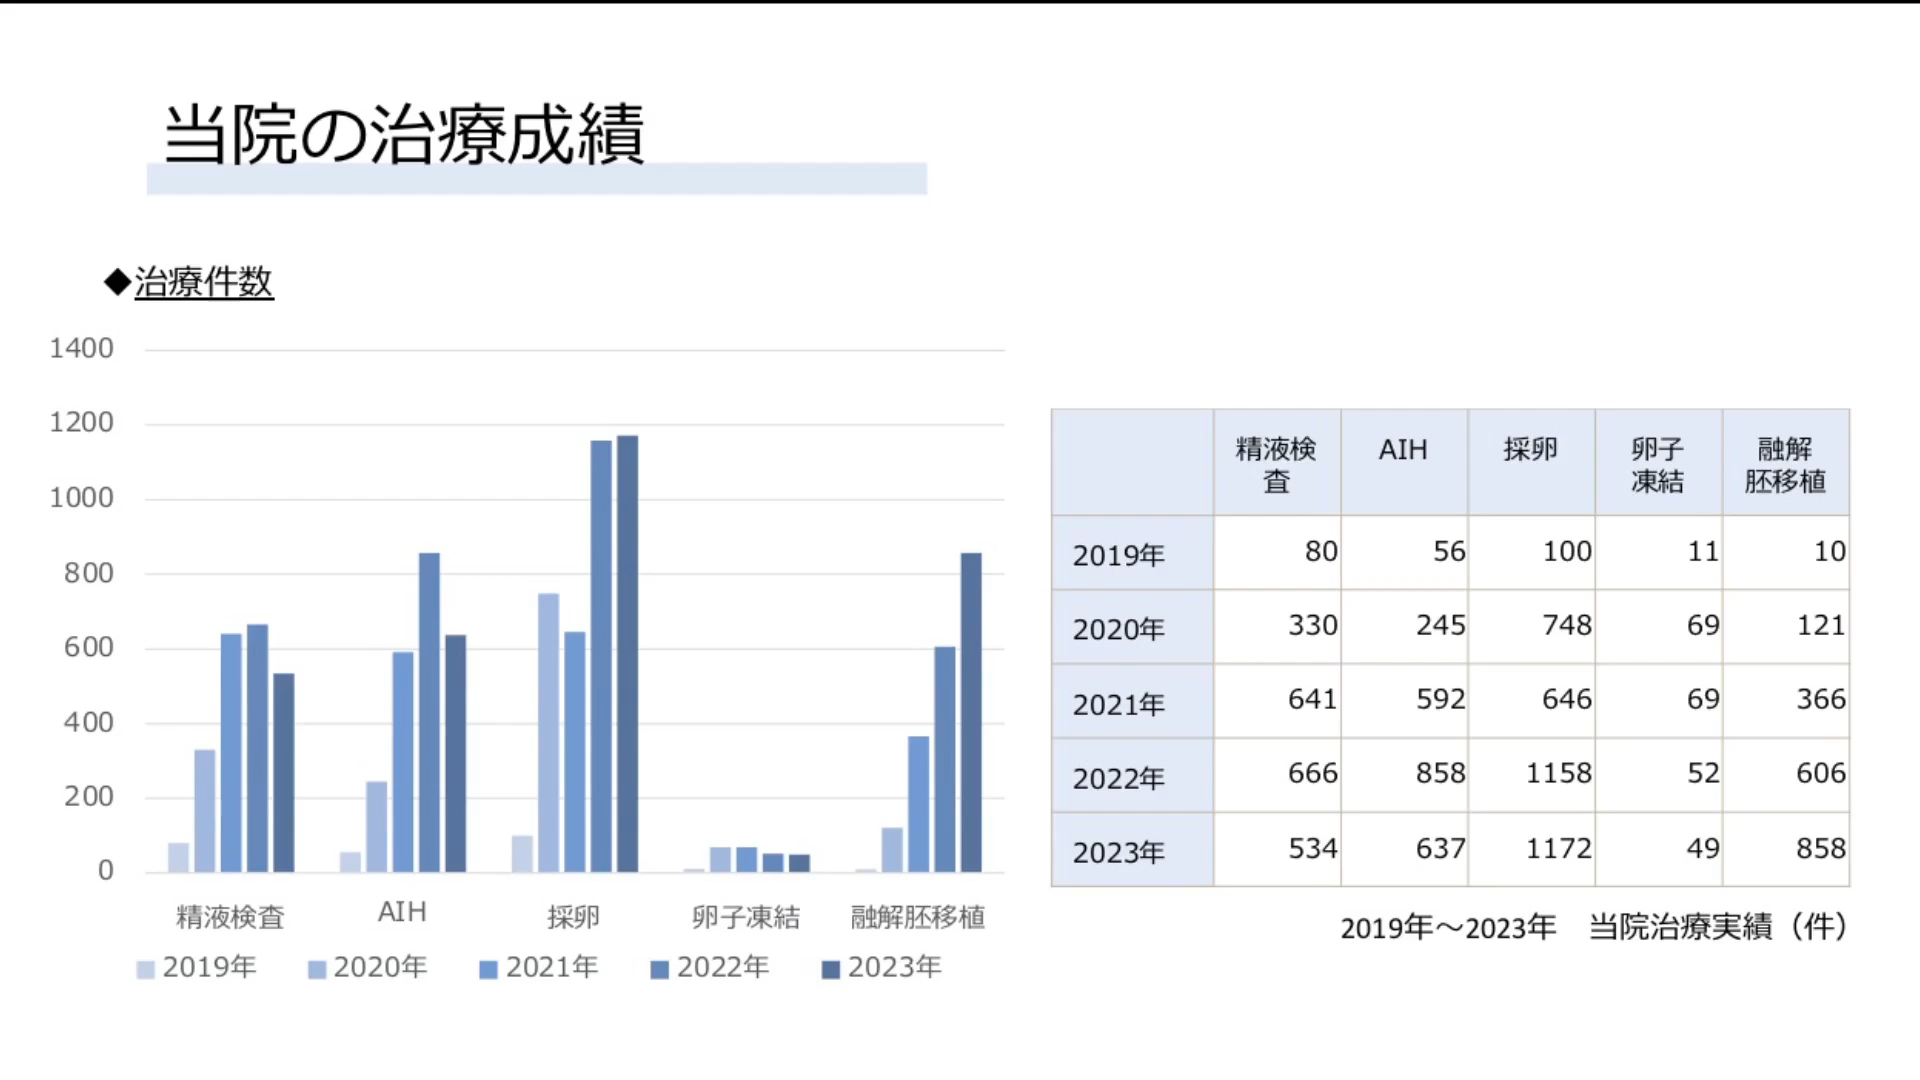 当院の治療成績
◆治療件数
1400
1200
1000
800
600
400
200
0
精液検査 AIH 採卵 卵子凍結 融解胚移植
2019年 2020年 2021年 2022年 2023年
精液検査 AIH 採卵 卵子凍結 融解胚移植
2019年 80 56 100 11 10
2020年 330 245 748 69 121
2021年 641 592 646 69 366
2022年 666 858 1158 52 606
2023年 534 637 1172 49 858
2019年～2023年　当院治療実績（件）